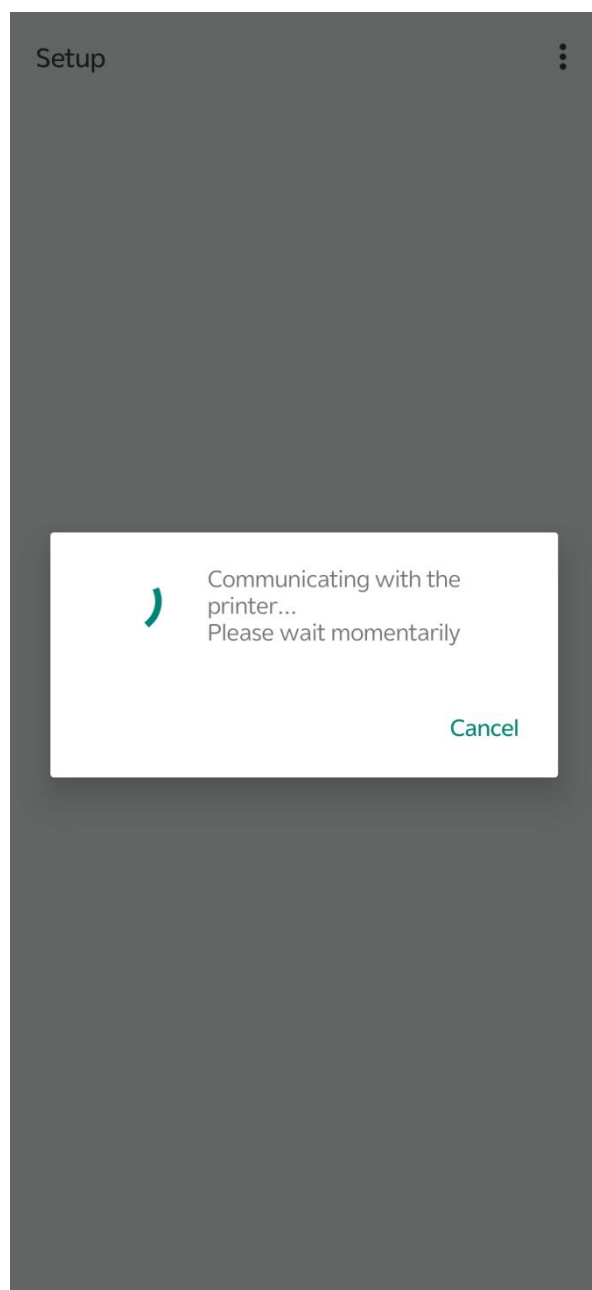 Setup
Communicating with the
printer...
Please wait momentarily
Cancel